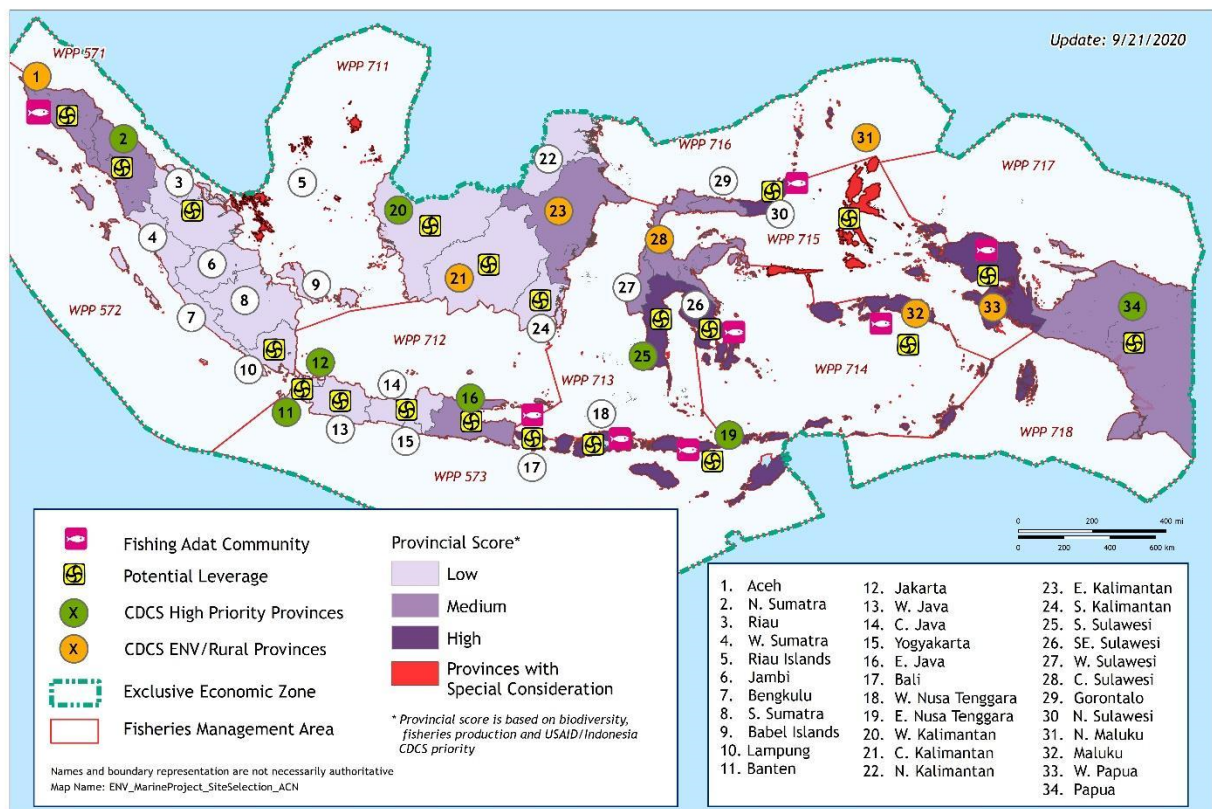 Update: 9/21/2020
WPP 571
WPP 711
WPP 716
WPP 717
WPP 715
WPP 572
WPP 712
WPP 713
WPP 714
WPP 718
WPP 573
1
2
3
4
5
6
7
8
9
10
11
12
13
14
15
16
17
18
19
20
21
22
23
24
25
26
27
28
29
30
31
32
33
34
0 200 400 mi
0 200 400 600 km
Fishing Adat Community
Potential Leverage
X CDCS High Priority Provinces
X CDCS ENV/Rural Provinces
Exclusive Economic Zone
Fisheries Management Area
Names and boundary representation are not necessarily authoritative
Map Name: ENV_MarineProject_SiteSelection_ACN
Provincial Score*
Low
Medium
High
Provinces with
Special Consideration
* Provincial score is based on biodiversity,
fisheries production and USAID/Indonesia
CDCS priority
1. Aceh
2. N. Sumatra
3. Riau
4. W. Sumatra
5. Riau Islands
6. Jambi
7. Bengkulu
8. S. Sumatra
9. Babel Islands
10. Lampung
11. Banten
12. Jakarta
13. W. Java
14. C. Java
15. Yogyakarta
16. E. Java
17. Bali
18. W. Nusa Tenggara
19. E. Nusa Tenggara
20. W. Kalimantan
21. C. Kalimantan
22. N. Kalimantan
23. E. Kalimantan
24. S. Kalimantan
25. S. Sulawesi
26. SE. Sulawesi
27. W. Sulawesi
28. C. Sulawesi
29. Gorontalo
30. N. Sulawesi
31. N. Maluku
32. Maluku
33. W. Papua
34. Papua